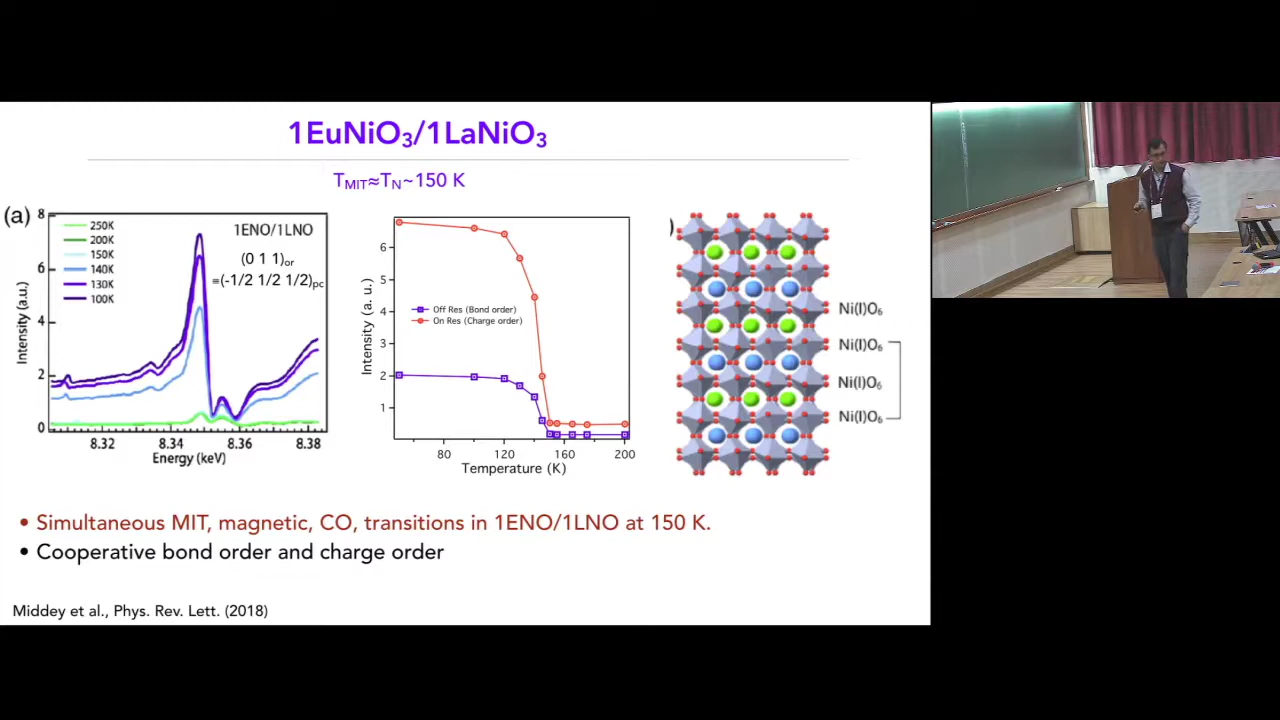 1EuNiO3/1LaNiO3
TMIT≈TN~150 K
(a)
8
6
4
2
0
Intensity (a.u.)
250K
200K
150K
140K
130K
100K
1ENO/1LNO
(0 1 1)or
≡(-1/2 1/2 1/2)pc
8.32
8.34
8.36
8.38
Energy (keV)
6
5
4
3
2
1
Intensity (a. u.)
Off Res (Bond order)
On Res (Charge order)
80
120
160
200
Temperature (K)
)
Ni(I)O6
Ni(I)O6
Ni(I)O6
Ni(I)O6
• Simultaneous MIT, magnetic, CO, transitions in 1ENO/1LNO at 150 K.
• Cooperative bond order and charge order
Middey et al., Phys. Rev. Lett. (2018)